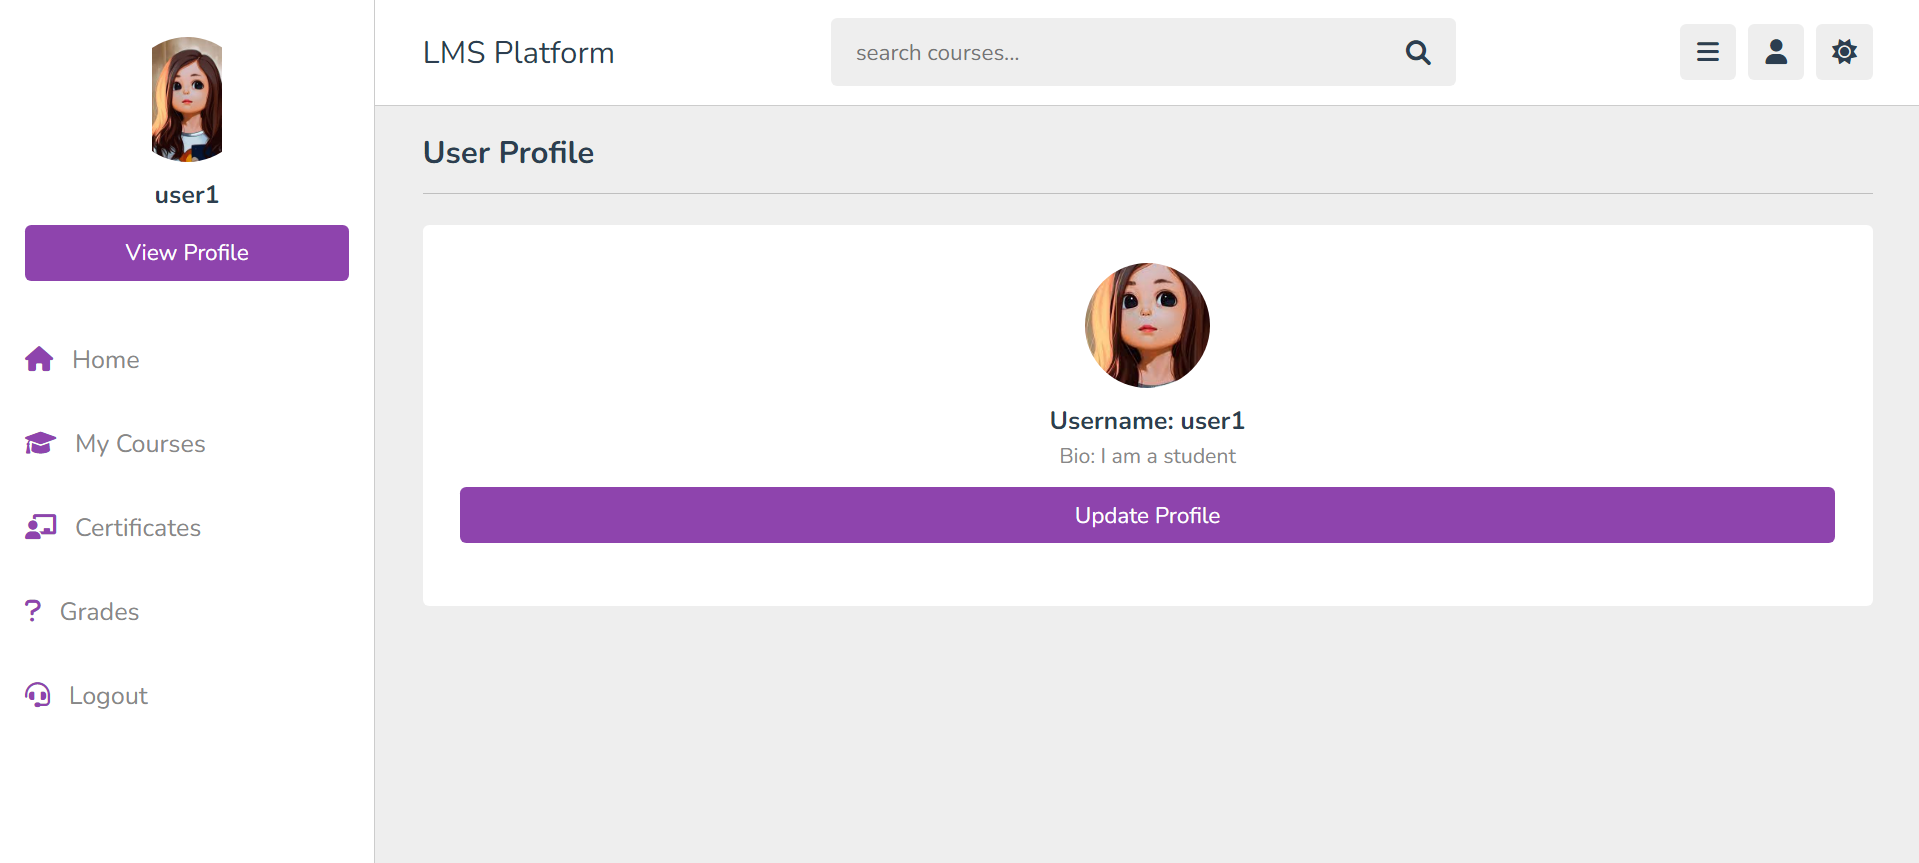 user1
View Profile
Home
My Courses
Certificates
Grades
Logout
LMS Platform
search courses...
User Profile
Username: user1
Bio: I am a student
Update Profile